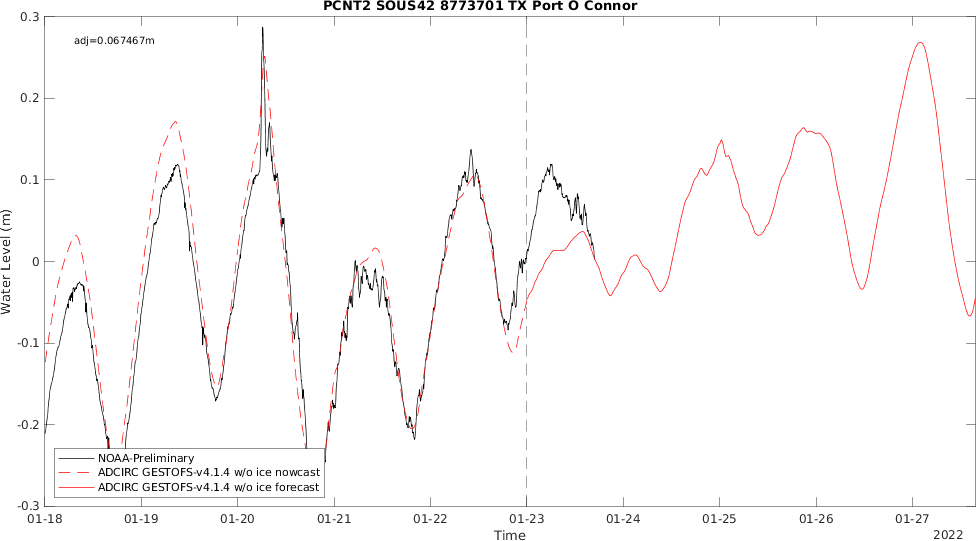 PCNT2 SOUS42 8773701 TX Port O Connor
adj=0.067467m
0.3
0.2
0.1
0
-0.1
-0.2
-0.3
Water Level (m)
NOAA-Preliminary
ADCIRC GESTOFS-v4.1.4 w/o ice nowcast
ADCIRC GESTOFS-v4.1.4 w/o ice forecast
01-18 01-19 01-20 01-21 01-22 01-23 01-24 01-25 01-26 01-27
Time
2022